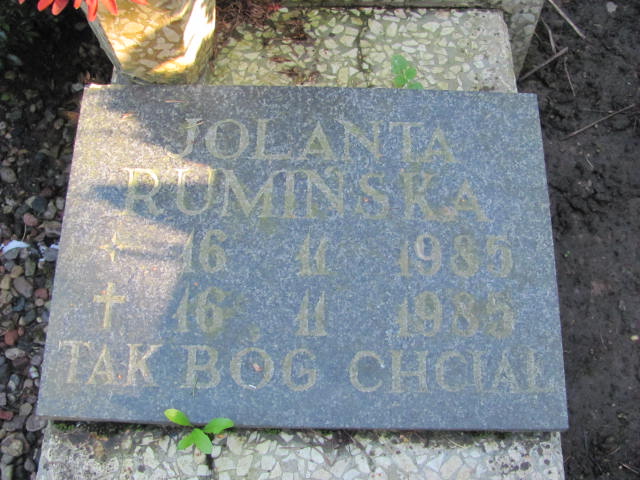 JOLANTA
RUMIŃSKA
16 11 1985
✝ 16 11 1985
TAK BÓG CHCIAŁ